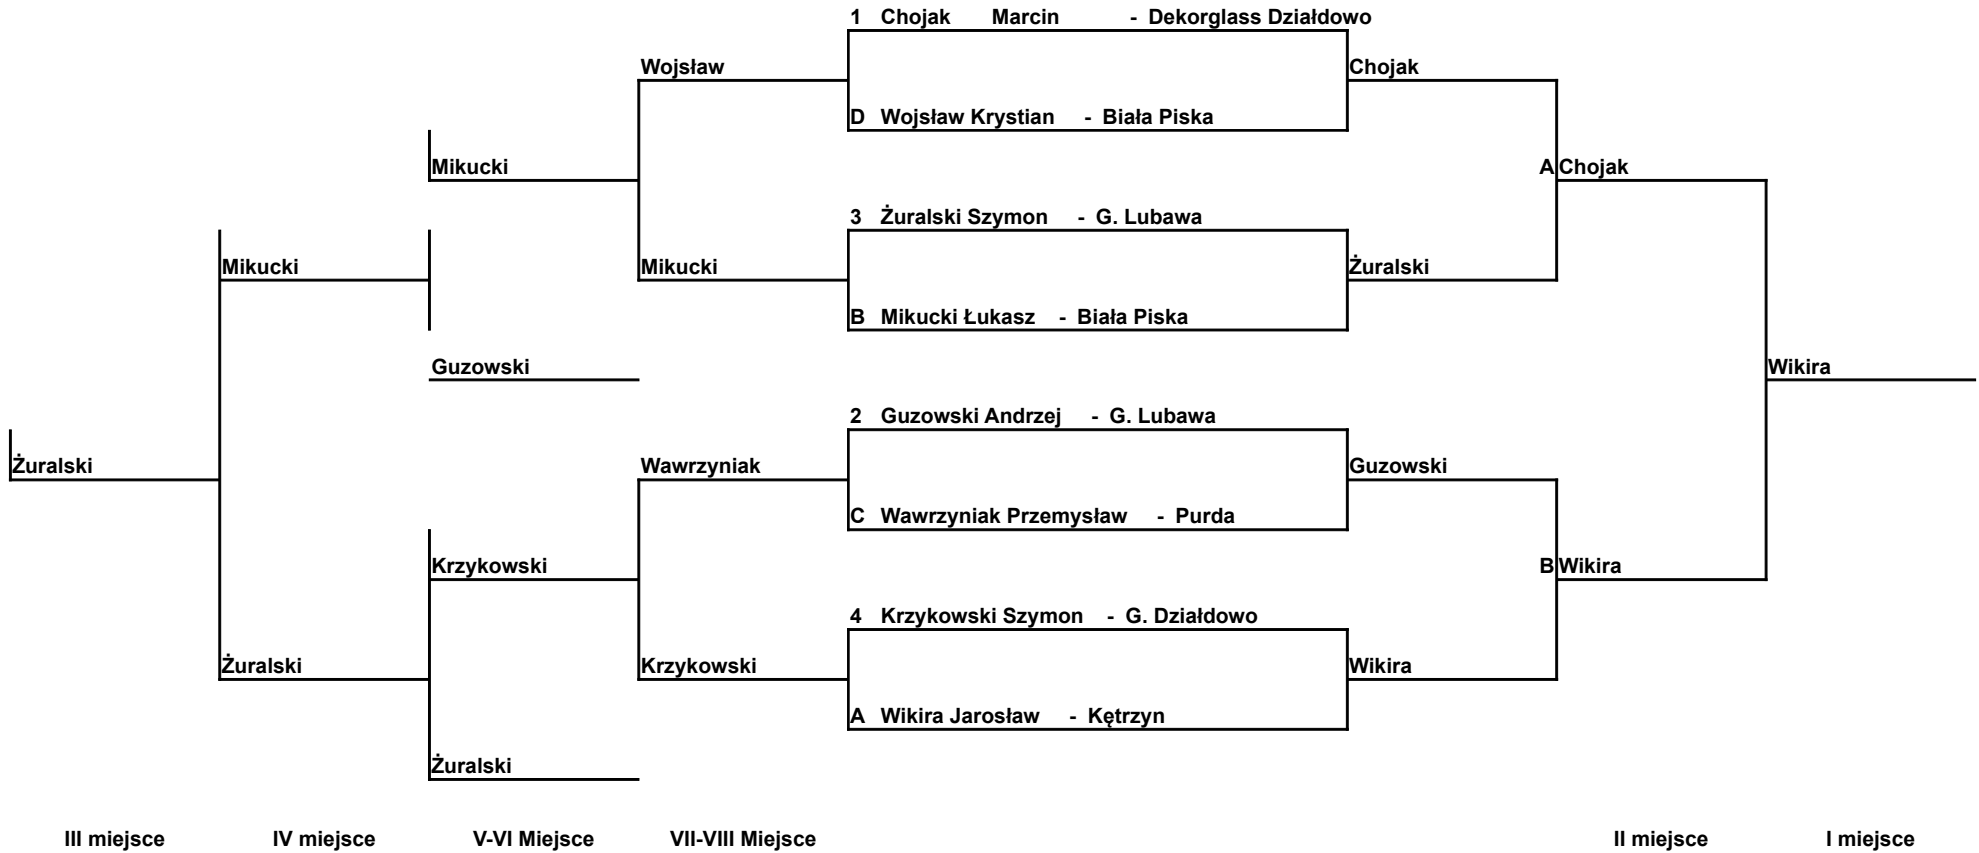 1 Chojak Marcin - Dekorglass Działdowo
Wojsław Chojak
D Wojsław Krystian - Biała Piska
Mikucki A Chojak
3 Żuralski Szymon - G. Lubawa
Mikucki Mikucki Żuralski
B Mikucki Łukasz - Biała Piska
Guzowski Wikira
2 Guzowski Andrzej - G. Lubawa
Żuralski Wawrzyniak Guzowski
C Wawrzyniak Przemysław - Purda
Krzykowski B Wikira
4 Krzykowski Szymon - G. Działdowo
Żuralski Krzykowski Wikira
A Wikira Jarosław - Kętrzyn
Żuralski
III miejsce IV miejsce V-VI Miejsce VII-VIII Miejsce II miejsce I miejsce